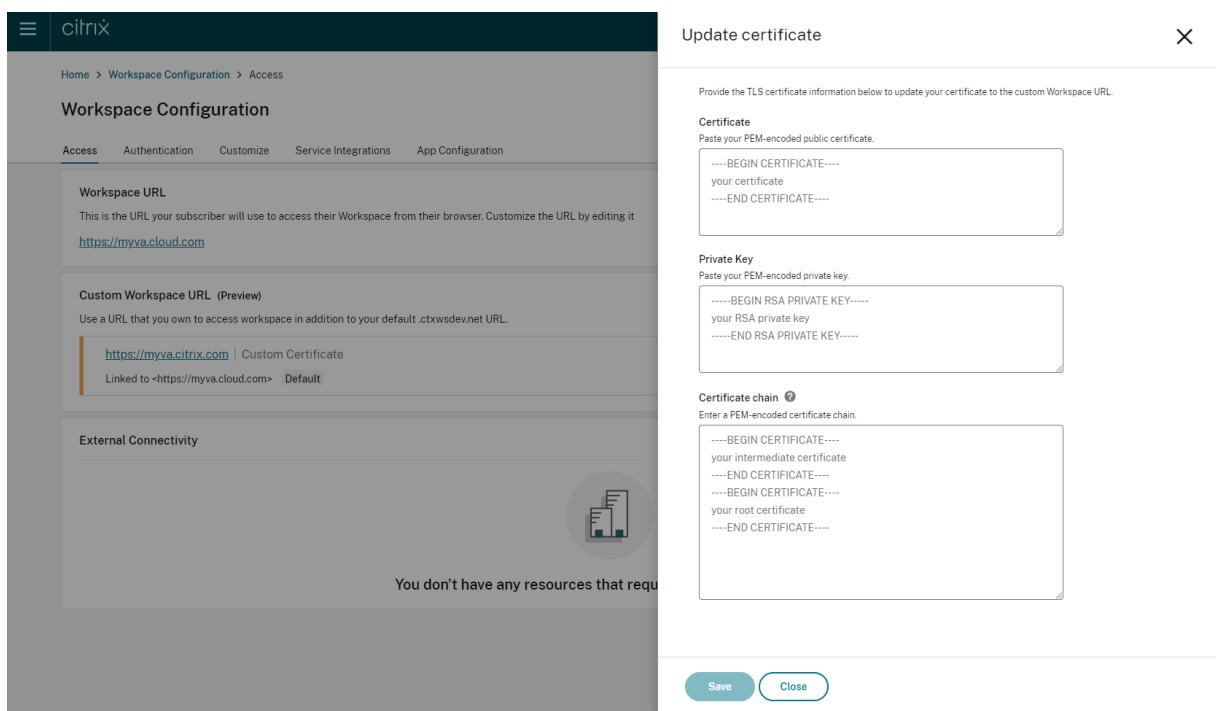 citrix
Home > Workspace Configuration > Access
Workspace Configuration
Access Authentication Customize Service Integrations App Configuration
Workspace URL
This is the URL your subscriber will use to access their Workspace from their browser. Customize the URL by editing it
https://myva.cloud.com
Custom Workspace URL (Preview)
Use a URL that you own to access workspace in addition to your default .ctxwsdev.net URL.
https://myva.citrix.com | Custom Certificate
Linked to <https://myva.cloud.com> Default
External Connectivity
You don't have any resources that requ
Update certificate
Provide the TLS certificate information below to update your certificate to the custom Workspace URL.
Certificate
Paste your PEM-encoded public certificate.
----BEGIN CERTIFICATE----
your certificate
----END CERTIFICATE----
Private Key
Paste your PEM-encoded private key.
-----BEGIN RSA PRIVATE KEY-----
your RSA private key
-----END RSA PRIVATE KEY-----
Certificate chain ?
Enter a PEM-encoded certificate chain.
----BEGIN CERTIFICATE----
your intermediate certificate
----END CERTIFICATE----
----BEGIN CERTIFICATE----
your root certificate
----END CERTIFICATE----
Save Close